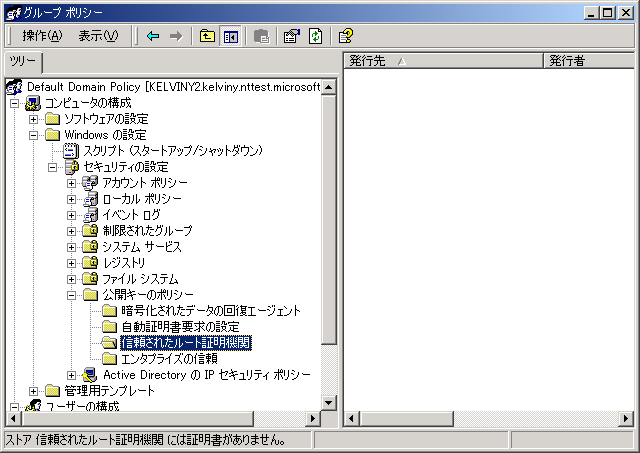 グループ ポリシー
操作(A) 表示(V)
ツリー
発行先 発行者
Default Domain Policy [KELVINY2.kelviny.nttest.microsoft
コンピュータの構成
ソフトウェアの設定
Windows の設定
スクリプト (スタートアップ/シャットダウン)
セキュリティの設定
アカウント ポリシー
ローカル ポリシー
イベント ログ
制限されたグループ
システム サービス
レジストリ
ファイル システム
公開キーのポリシー
暗号化されたデータの回復エージェント
自動証明書要求の設定
信頼されたルート証明機関
エンタプライズの信頼
Active Directory の IP セキュリティ ポリシー
管理用テンプレート
ユーザーの構成
ストア 信頼されたルート証明機関 には証明書がありません。